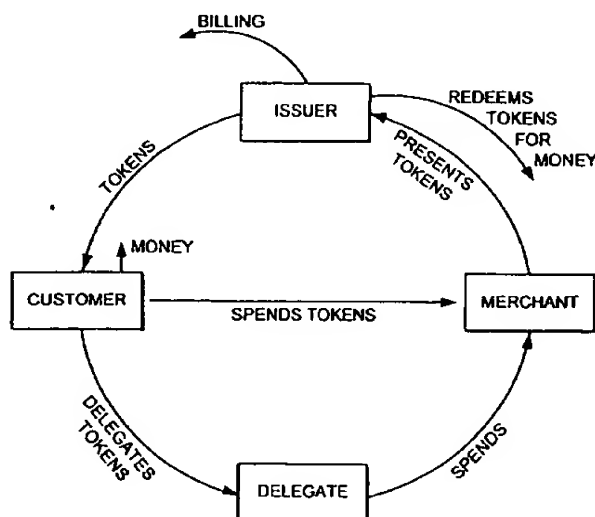 BILLING
ISSUER
REDEEMS
TOKENS
FOR
MONEY
PRESENTS
TOKENS
TOKENS
MONEY
CUSTOMER
SPENDS TOKENS
MERCHANT
DELEGATES
TOKENS
SPENDS
DELEGATE